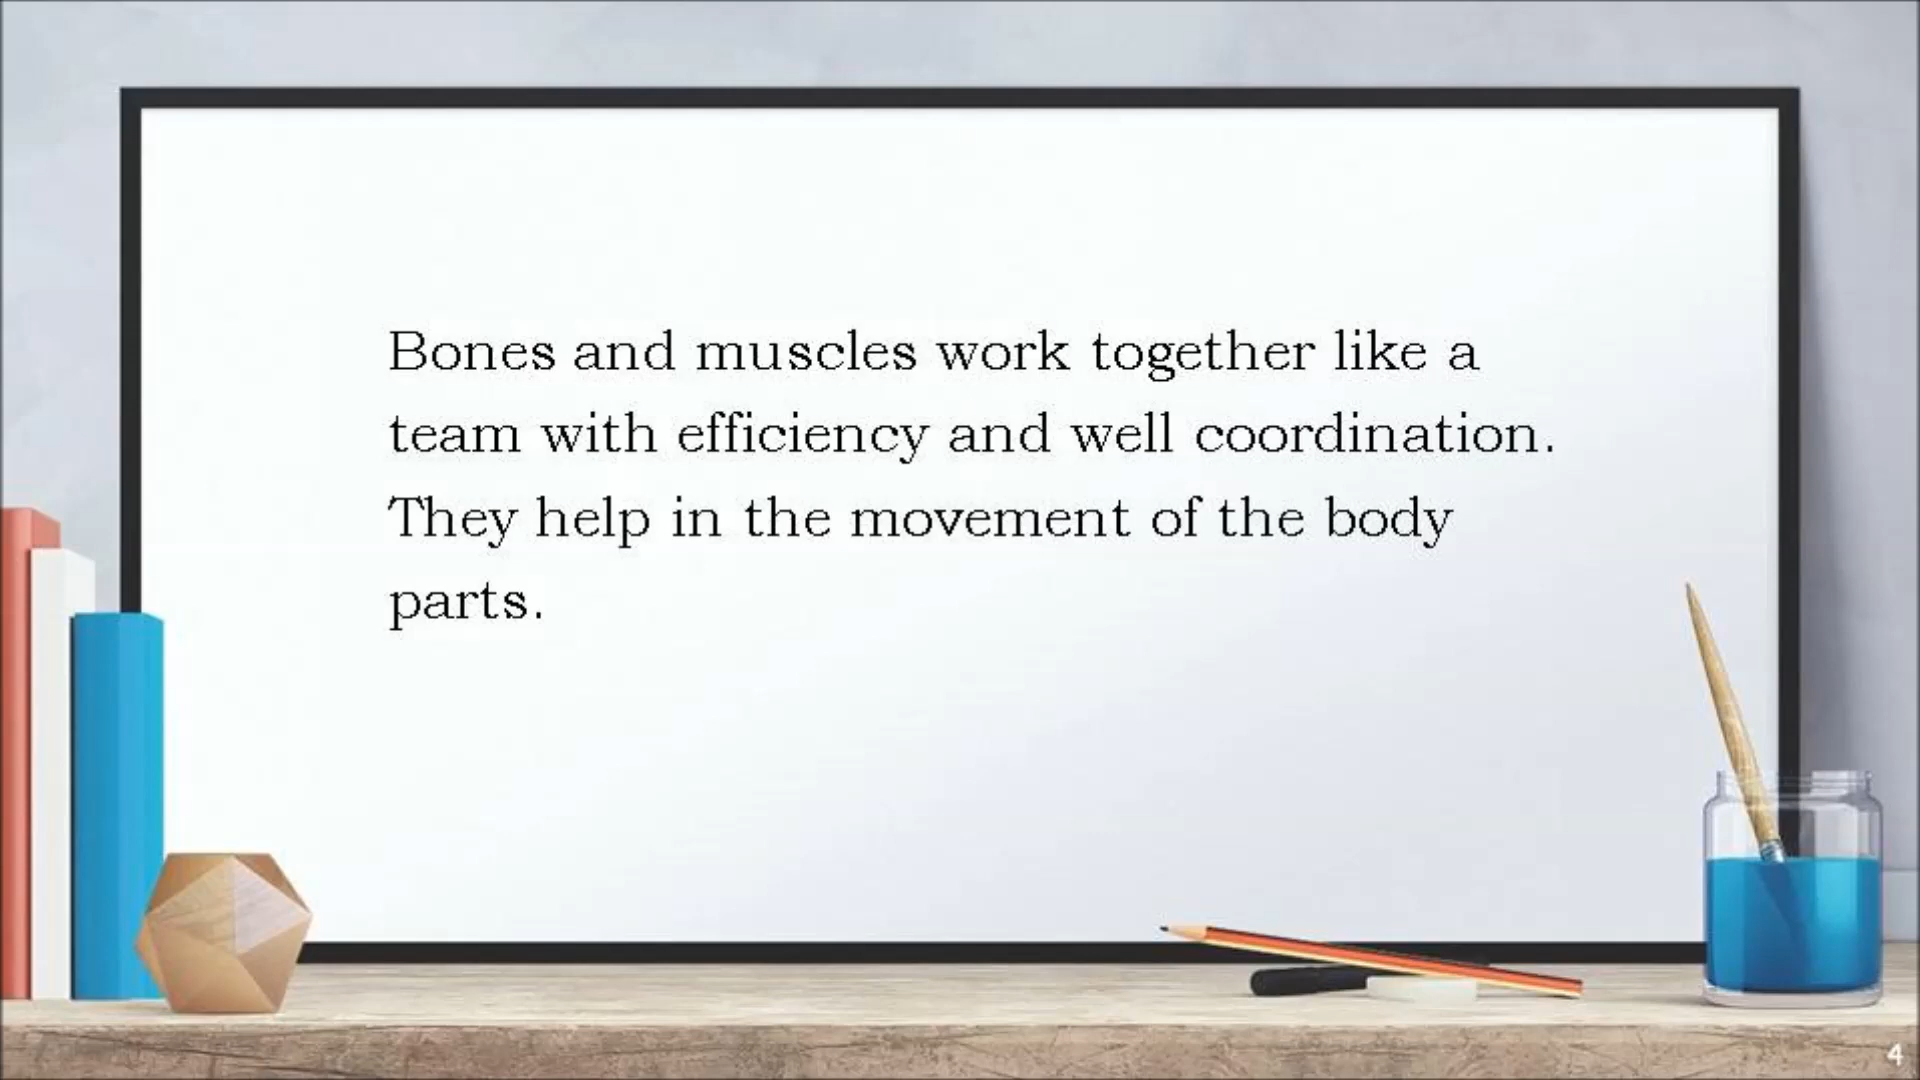 Bones and muscles work together like a
team with efficiency and well coordination.
They help in the movement of the body
parts.
4